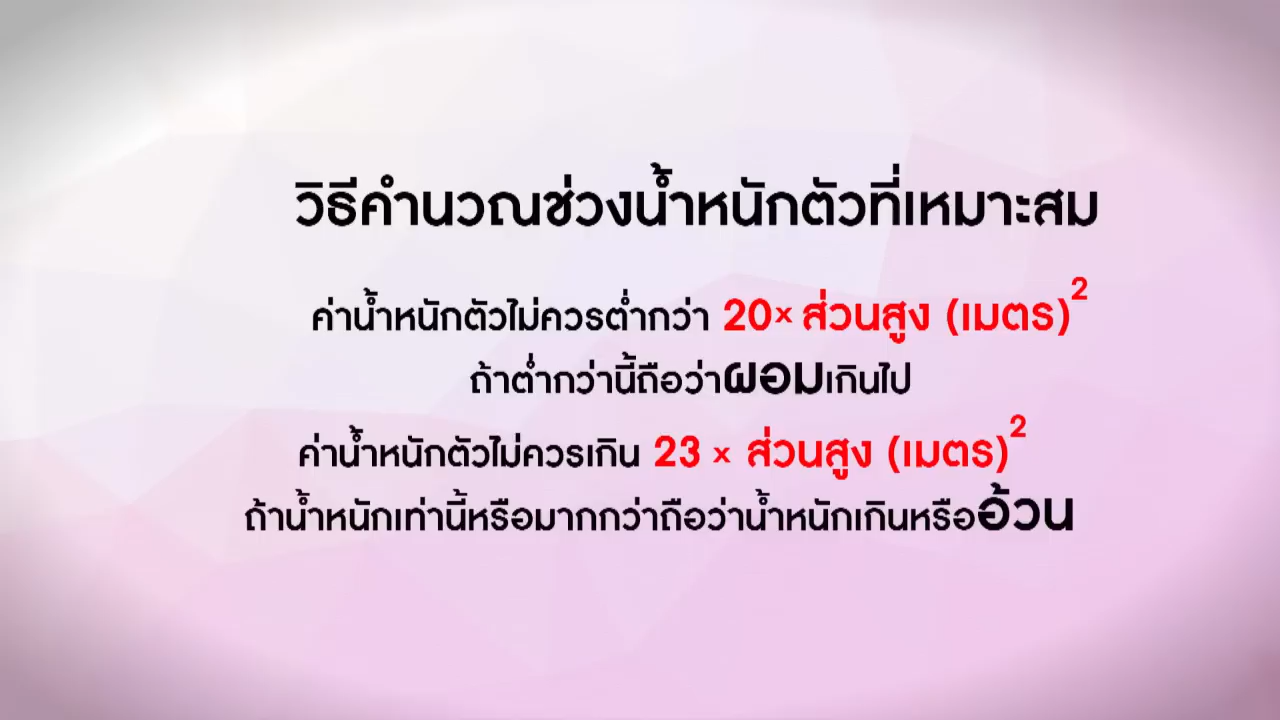 วิธีคำนวณช่วงน้ำหนักตัวที่เหมาะสม
ค่าน้ำหนักตัวไม่ควรต่ำกว่า 20 x ส่วนสูง (เมตร)²
ถ้าต่ำกว่านี้ถือว่าผอมเกินไป
ค่าน้ำหนักตัวไม่ควรเกิน 23 x ส่วนสูง (เมตร)²
ถ้าน้ำหนักเท่านี้หรือมากกว่าถือว่าน้ำหนักเกินหรืออ้วน